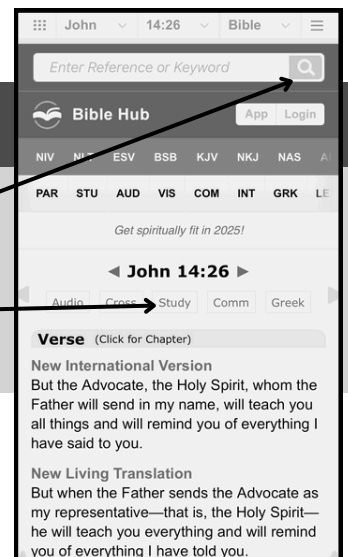 John 14:26 Bible
Enter Reference or Keyword
Bible Hub App Login
NIV NLT ESV BSB KJV NKJ NAS
PAR STU AUD VIS COM INT GRK LE
Get spiritually fit in 2025!
◄ John 14:26 ►
Audio Cross Study Comm Greek
Verse (Click for Chapter)
New International Version
But the Advocate, the Holy Spirit, whom the
Father will send in my name, will teach you
all things and will remind you of everything I
have said to you.
New Living Translation
But when the Father sends the Advocate as
my representative—that is, the Holy Spirit—
he will teach you everything and will remind
you of everything I have told you.